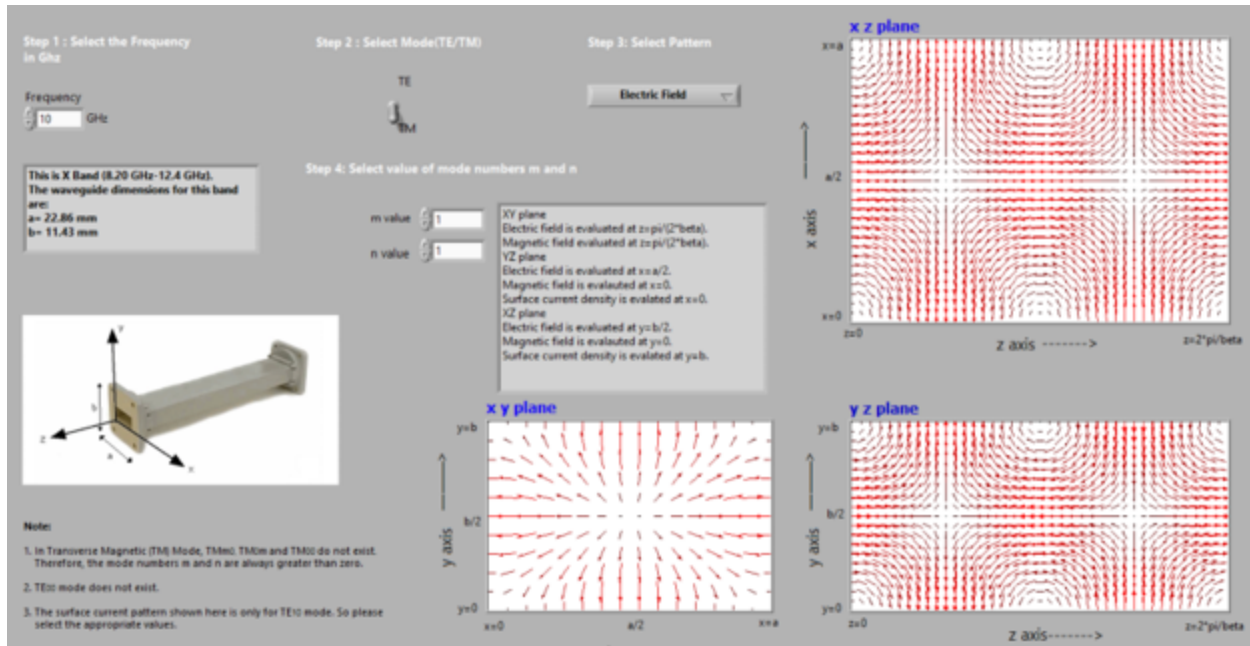 Step 1 : Select the Frequency
in Ghz
Frequency
10 GHz
This is X Band (8.20 GHz-12.4 GHz).
The waveguide dimensions for this band
are:
a= 22.86 mm
b= 11.43 mm
Step 2 : Select Mode(TE/TM)
TE
TM
Step 3: Select Pattern
Electric Field
Step 4: Select value of mode numbers m and n
m value 1
n value 1
XY plane
Electric field is evaluated at z=pi/(2*beta).
Magnetic field is evaluated at z=pi/(2*beta).
YZ plane
Electric field is evaluated at x=a/2.
Magnetic field is evalauted at x=0.
Surface current density is evalated at x=0.
XZ plane
Electric field is evaluated at y=b/2.
Magnetic field is evalauted at y=0.
Surface current density is evalated at y=b.
y
b
z
a
x
Note:
1. In Transverse Magnetic (TM) Mode, TMm0, TM0n and TM00 do not exist.
Therefore, the mode numbers m and n are always greater than zero.
2. TE00 mode does not exist.
3. The surface current pattern shown here is only for TE10 mode. So please
select the appropriate values.
x z plane
x=a
a/2
x=0
x axis ------>
z=0
z axis ------->
z=2*pi/beta
x y plane
y=b
b/2
y=0
y axis ------>
x=0
a/2
x=a
y z plane
y=b
b/2
y=0
y axis ------>
z=0
z axis------->
z=2*pi/beta